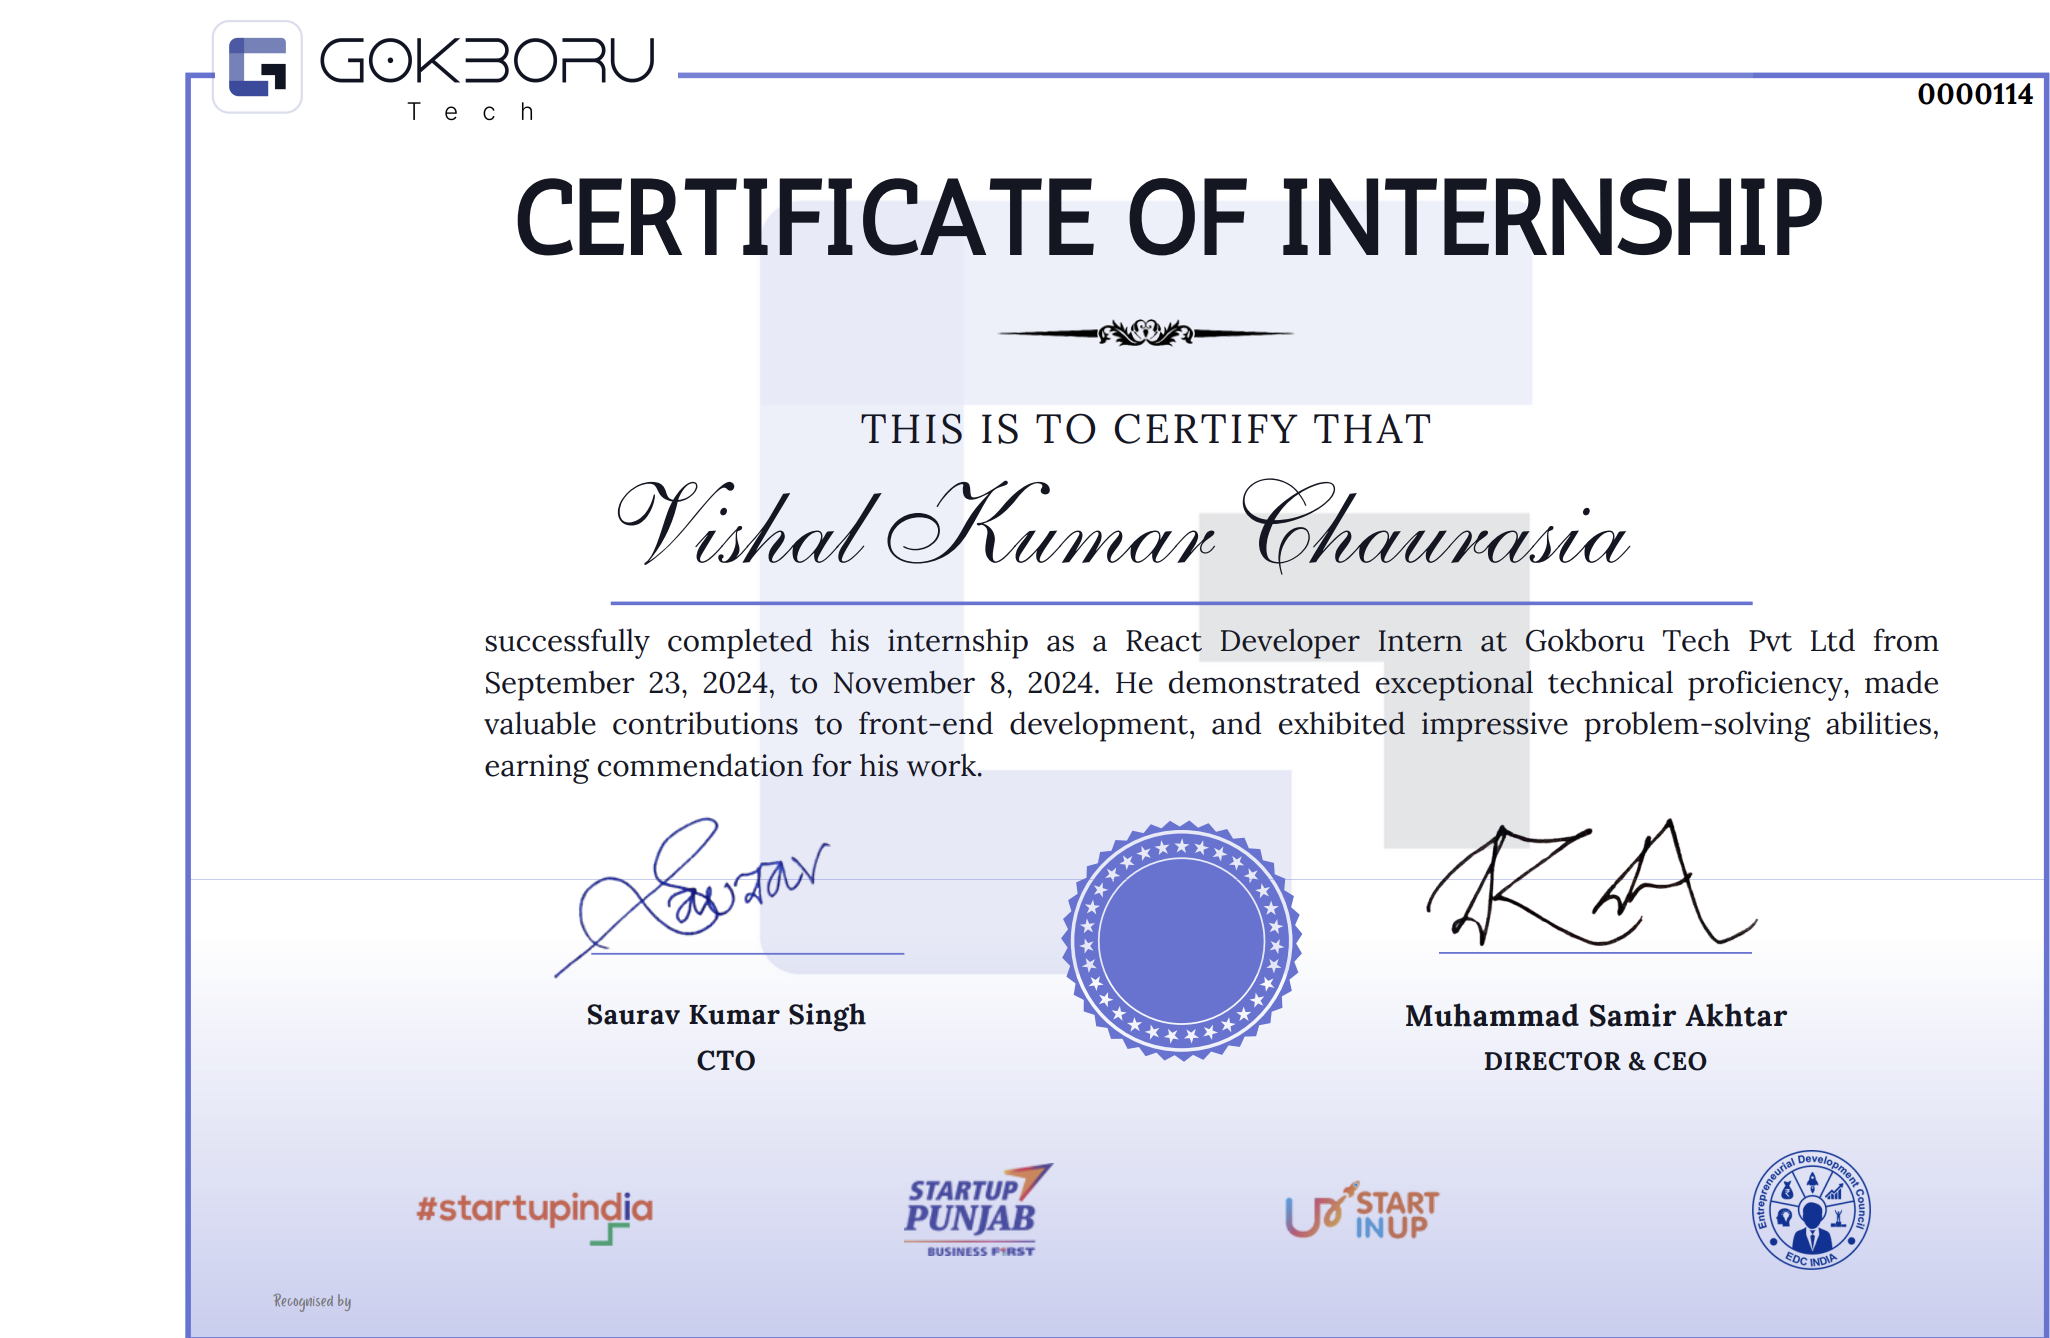 GOKBORU
Tech
0000114
CERTIFICATE OF INTERNSHIP
THIS IS TO CERTIFY THAT
Vishal Kumar Chaurasia
successfully completed his internship as a React Developer Intern at Gokboru Tech Pvt Ltd from
September 23, 2024, to November 8, 2024. He demonstrated exceptional technical proficiency, made
valuable contributions to front-end development, and exhibited impressive problem-solving abilities,
earning commendation for his work.
Saurav
KA
Saurav Kumar Singh
Muhammad Samir Akhtar
CTO
DIRECTOR & CEO
#startupindia
STARTUP
PUNJAB
BUSINESS FIRST
UP START
IN UP
Entrepreneurial Development Council
EDC INDIA
Recognised by